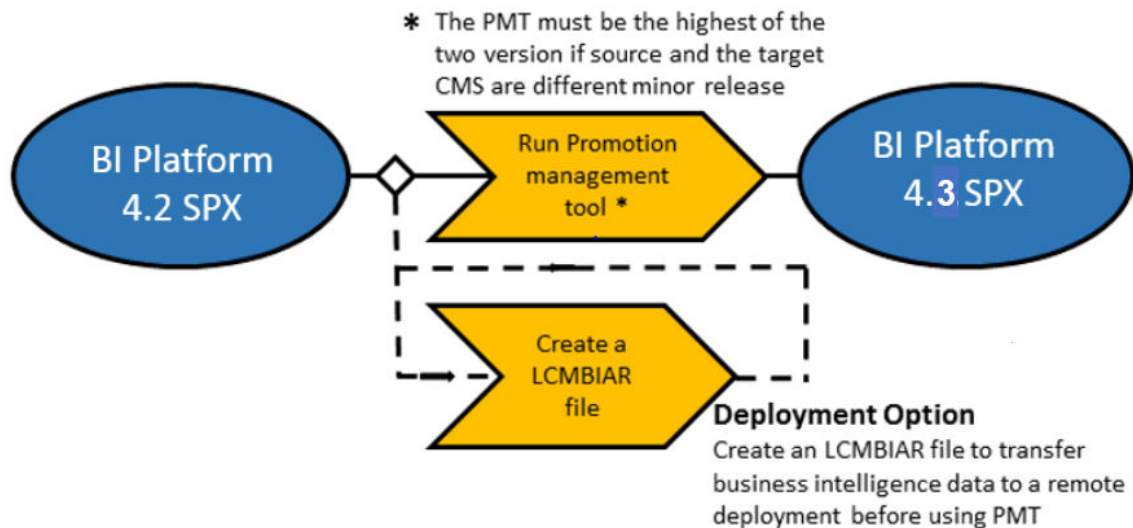 * The PMT must be the highest of the
two version if source and the target
CMS are different minor release
BI Platform
4.2 SPX
Run Promotion
management
tool *
BI Platform
4.3 SPX
Create a
LCMBIAR
file
Deployment Option
Create an LCMBIAR file to transfer
business intelligence data to a remote
deployment before using PMT